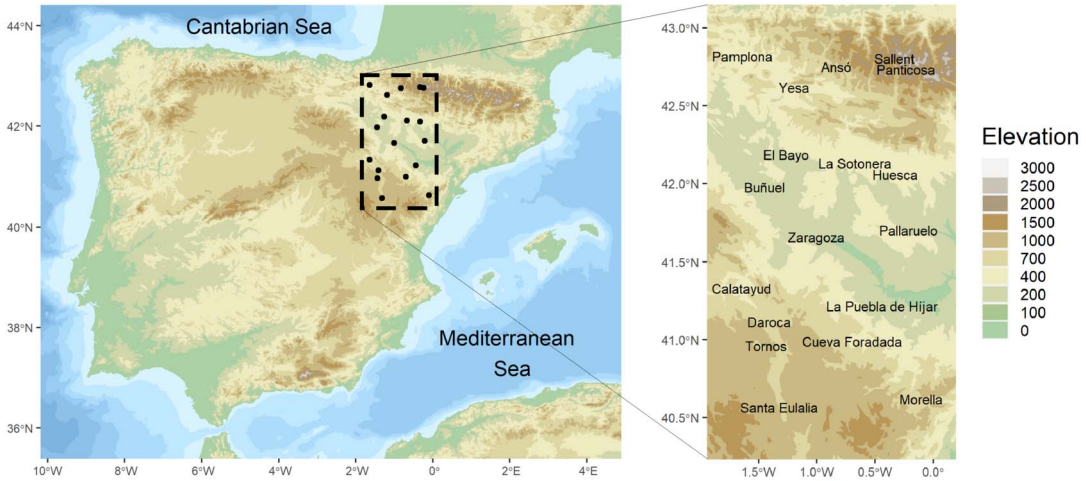 44°N
42°N
40°N
38°N
36°N
10°W
8°W
6°W
4°W
2°W
0°
2°E
4°E
Cantabrian Sea
Mediterranean
Sea
43.0°N
42.5°N
42.0°N
41.5°N
41.0°N
40.5°N
1.5°W
1.0°W
0.5°W
0.0°
Pamplona
Ansó
Sallent
Panticosa
Yesa
El Bayo
La Sotonera
Huesca
Buñuel
Zaragoza
Pallaruelo
Calatayud
La Puebla de Híjar
Daroca
Tornos
Cueva Foradada
Santa Eulalia
Morella
Elevation
3000
2500
2000
1500
1000
700
400
200
100
0